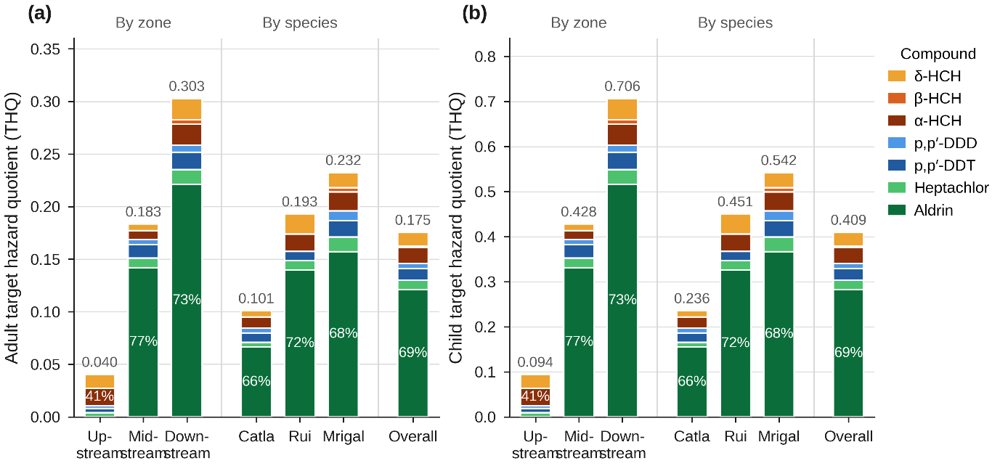 (a)
By zone
By species
Adult target hazard quotient (THQ)
0.35
0.30
0.25
0.20
0.15
0.10
0.05
0.00
0.040
41%
0.183
77%
0.303
73%
0.101
66%
0.193
72%
0.232
68%
0.175
69%
Up-
stream
Mid-
stream
Down-
stream
Catla
Rui
Mrigal
Overall
(b)
By zone
By species
Child target hazard quotient (THQ)
0.8
0.7
0.6
0.5
0.4
0.3
0.2
0.1
0.0
0.094
41%
0.428
77%
0.706
73%
0.236
66%
0.451
72%
0.542
68%
0.409
69%
Up-
stream
Mid-
stream
Down-
stream
Catla
Rui
Mrigal
Overall
Compound
δ-HCH
β-HCH
α-HCH
p,p′-DDD
p,p′-DDT
Heptachlor
Aldrin